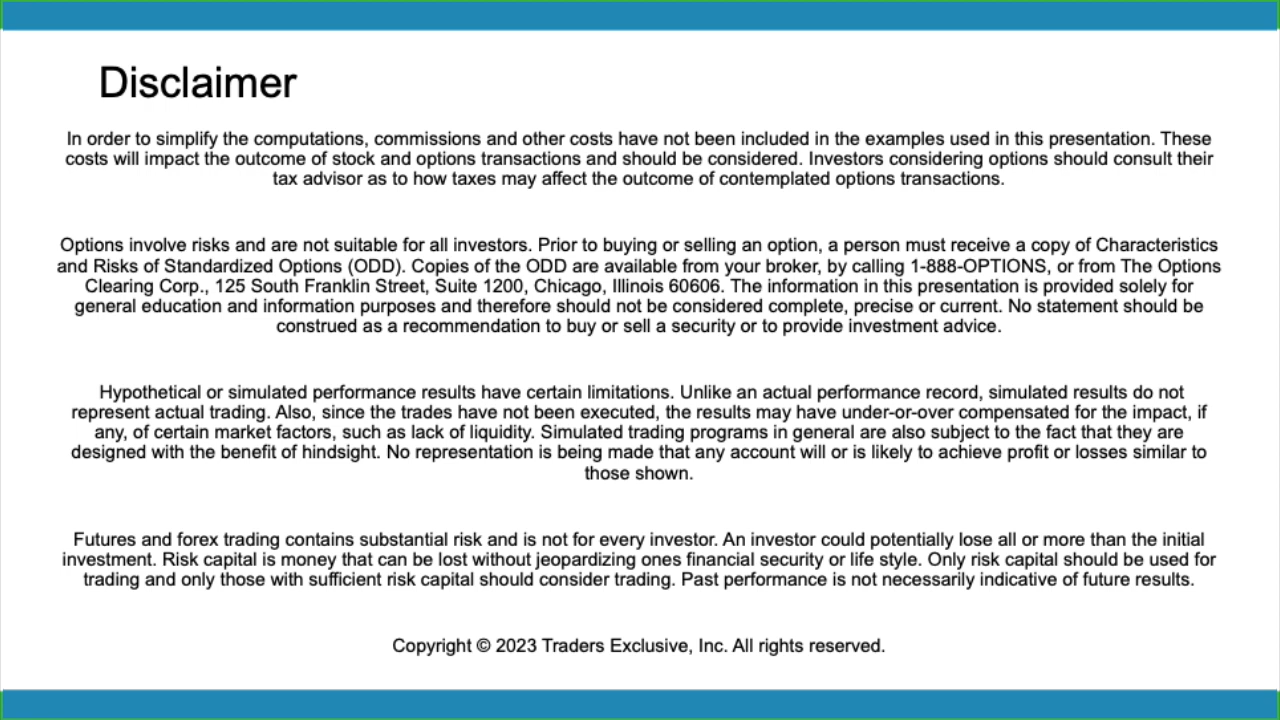 Disclaimer
In order to simplify the computations, commissions and other costs have not been included in the examples used in this presentation. These
costs will impact the outcome of stock and options transactions and should be considered. Investors considering options should consult their
tax advisor as to how taxes may affect the outcome of contemplated options transactions.
Options involve risks and are not suitable for all investors. Prior to buying or selling an option, a person must receive a copy of Characteristics
and Risks of Standardized Options (ODD). Copies of the ODD are available from your broker, by calling 1-888-OPTIONS, or from The Options
Clearing Corp., 125 South Franklin Street, Suite 1200, Chicago, Illinois 60606. The information in this presentation is provided solely for
general education and information purposes and therefore should not be considered complete, precise or current. No statement should be
construed as a recommendation to buy or sell a security or to provide investment advice.
Hypothetical or simulated performance results have certain limitations. Unlike an actual performance record, simulated results do not
represent actual trading. Also, since the trades have not been executed, the results may have under-or-over compensated for the impact, if
any, of certain market factors, such as lack of liquidity. Simulated trading programs in general are also subject to the fact that they are
designed with the benefit of hindsight. No representation is being made that any account will or is likely to achieve profit or losses similar to
those shown.
Futures and forex trading contains substantial risk and is not for every investor. An investor could potentially lose all or more than the initial
investment. Risk capital is money that can be lost without jeopardizing ones financial security or life style. Only risk capital should be used for
trading and only those with sufficient risk capital should consider trading. Past performance is not necessarily indicative of future results.
Copyright © 2023 Traders Exclusive, Inc. All rights reserved.